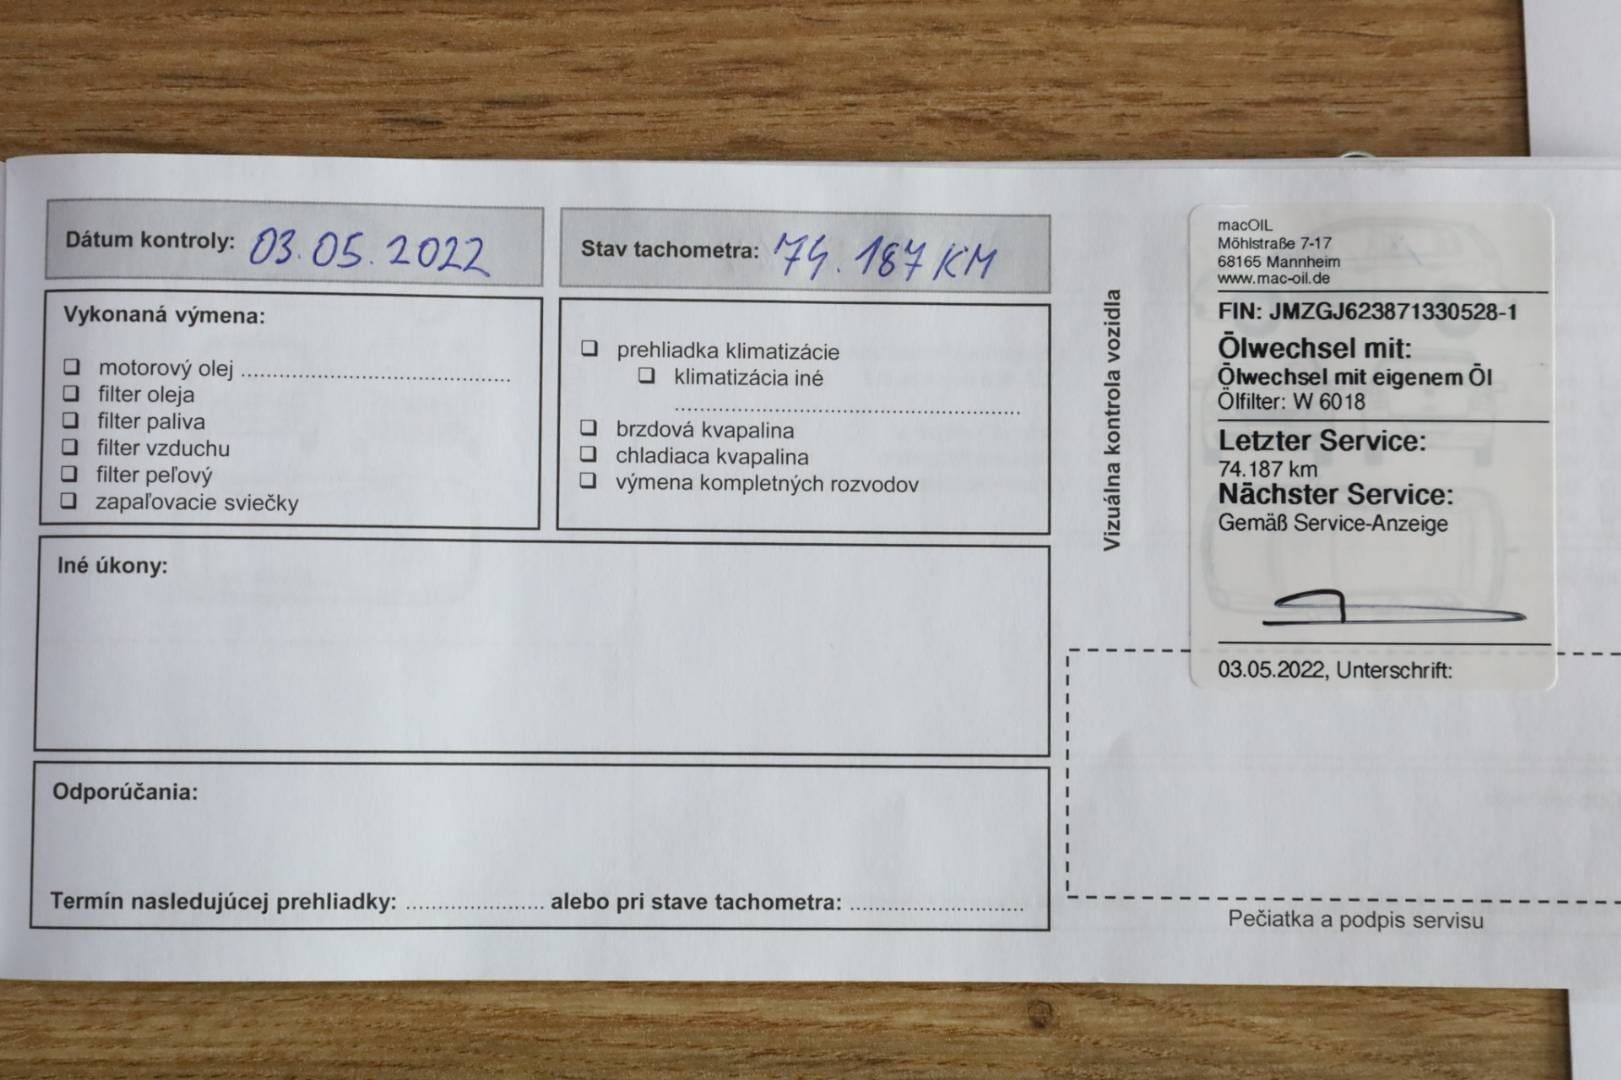 Dátum kontroly: 03.05.2022
Stav tachometra: 74.187 KM
Vykonaná výmena:
❑ motorový olej ..............................
❑ filter oleja
❑ filter paliva
❑ filter vzduchu
❑ filter peľový
❑ zapaľovacie sviečky
❑ prehliadka klimatizácie
❑ klimatizácia iné
..............................
❑ brzdová kvapalina
❑ chladiaca kvapalina
❑ výmena kompletných rozvodov
Iné úkony:
Odporúčania:
Termín nasledujúcej prehliadky: .................... alebo pri stave tachometra: ..........................
Vizuálna kontrola vozidla
macOIL
Möhlstraße 7-17
68165 Mannheim
www.mac-oil.de
FIN: JMZGJ623871330528-1
Ölwechsel mit:
Ölwechsel mit eigenem Öl
Ölfilter: W 6018
Letzter Service:
74.187 km
Nächster Service:
Gemäß Service-Anzeige
03.05.2022, Unterschrift:
Pečiatka a podpis servisu